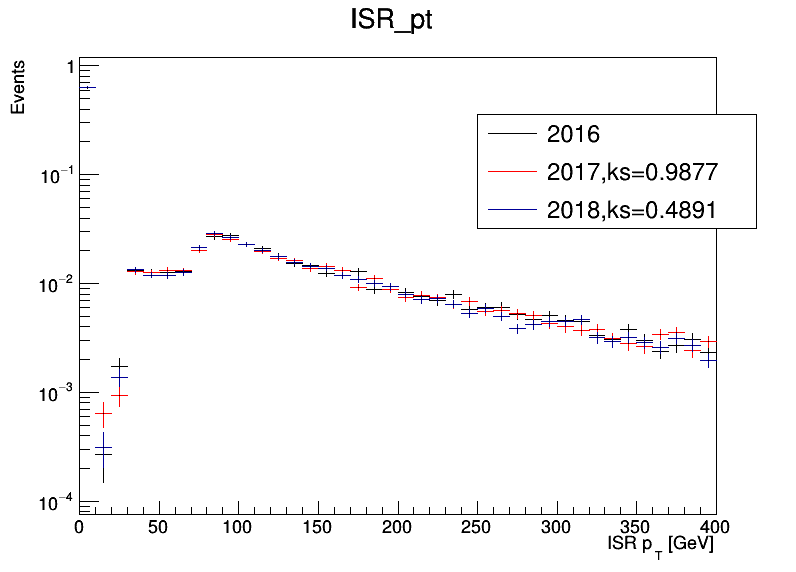 ISR_pt
Events
1
10⁻¹
10⁻²
10⁻³
10⁻⁴
2016
2017,ks=0.9877
2018,ks=0.4891
0 50 100 150 200 250 300 350 400
ISR p_T [GeV]